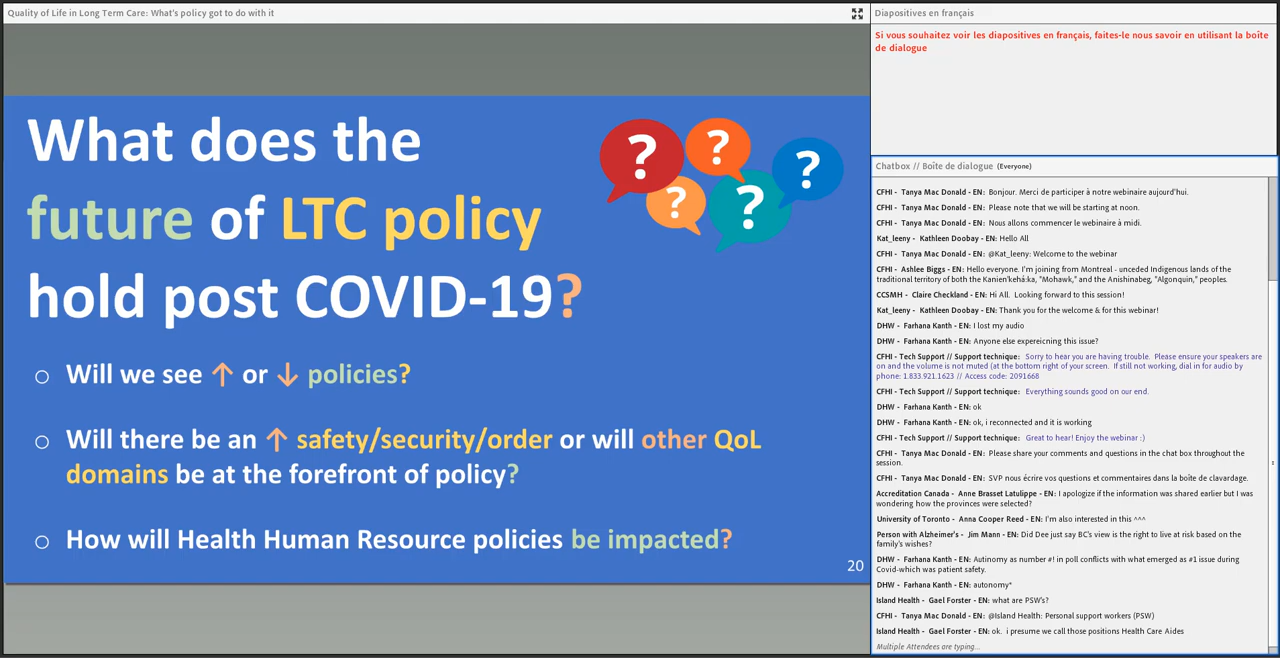 Quality of Life in Long Term Care: What's policy got to do with it
What does the
future of LTC policy
hold post COVID-19?
? ? ? ? ?
○ Will we see ↑ or ↓ policies?
○ Will there be an ↑ safety/security/order or will other QoL
domains be at the forefront of policy?
○ How will Health Human Resource policies be impacted?
20
Diapositives en français
Si vous souhaitez voir les diapositives en français, faites-le nous savoir en utilisant la boîte
de dialogue
Chatbox // Boîte de dialogue (Everyone)
CFHI - Tanya Mac Donald - EN: Bonjour. Merci de participer à notre webinaire aujourd'hui.
CFHI - Tanya Mac Donald - EN: Please note that we will be starting at noon.
CFHI - Tanya Mac Donald - EN: Nous allons commencer le webinaire à midi.
Kat_leeny - Kathleen Doobay - EN: Hello All
CFHI - Tanya Mac Donald - EN: @Kat_leeny: Welcome to the webinar
CFHI - Ashlee Biggs - EN: Hello everyone. I'm joining from Montreal - unceded Indigenous lands of the
traditional territory of both the Kanien'kehá:ka, "Mohawk," and the Anishinabeg, "Algonquin," peoples.
CCSMH - Claire Checkland - EN: Hi All. Looking forward to this session!
Kat_leeny - Kathleen Doobay - EN: Thank you for the welcome & for this webinar!
DHW - Farhana Kanth - EN: I lost my audio
DHW - Farhana Kanth - EN: Anyone else expereicning this issue?
CFHI - Tech Support // Support technique: Sorry to hear you are having trouble. Please ensure your speakers are
on and the volume is not muted (at the bottom right of your screen. If still not working, dial in for audio by
phone: 1.833.921.1623 // Access code: 2091668
CFHI - Tech Support // Support technique: Everything sounds good on our end.
DHW - Farhana Kanth - EN: ok
DHW - Farhana Kanth - EN: ok, i reconnected and it is working
CFHI - Tech Support // Support technique: Great to hear! Enjoy the webinar :)
CFHI - Tanya Mac Donald - EN: Please share your comments and questions in the chat box throughout the
session.
CFHI - Tanya Mac Donald - EN: SVP nous écrire vos questions et commentaires dans la boîte de clavardage.
Accreditation Canada - Anne Brasset Latulippe - EN: I apologize if the information was shared earlier but I was
wondering how the provinces were selected?
University of Toronto - Anna Cooper Reed - EN: I'm also interested in this ^^^
Person with Alzheimer's - Jim Mann - EN: Did Dee just say BC's view is the right to live at risk based on the
family's wishes?
DHW - Farhana Kanth - EN: Autinomy as number #! in poll conflicts with what emerged as #1 issue during
Covid-which was patient safety.
DHW - Farhana Kanth - EN: autonomy*
Island Health - Gael Forster - EN: what are PSW's?
CFHI - Tanya Mac Donald - EN: @Island Health: Personal support workers (PSW)
Island Health - Gael Forster - EN: ok. i presume we call those positions Health Care Aides
Multiple Attendees are typing...